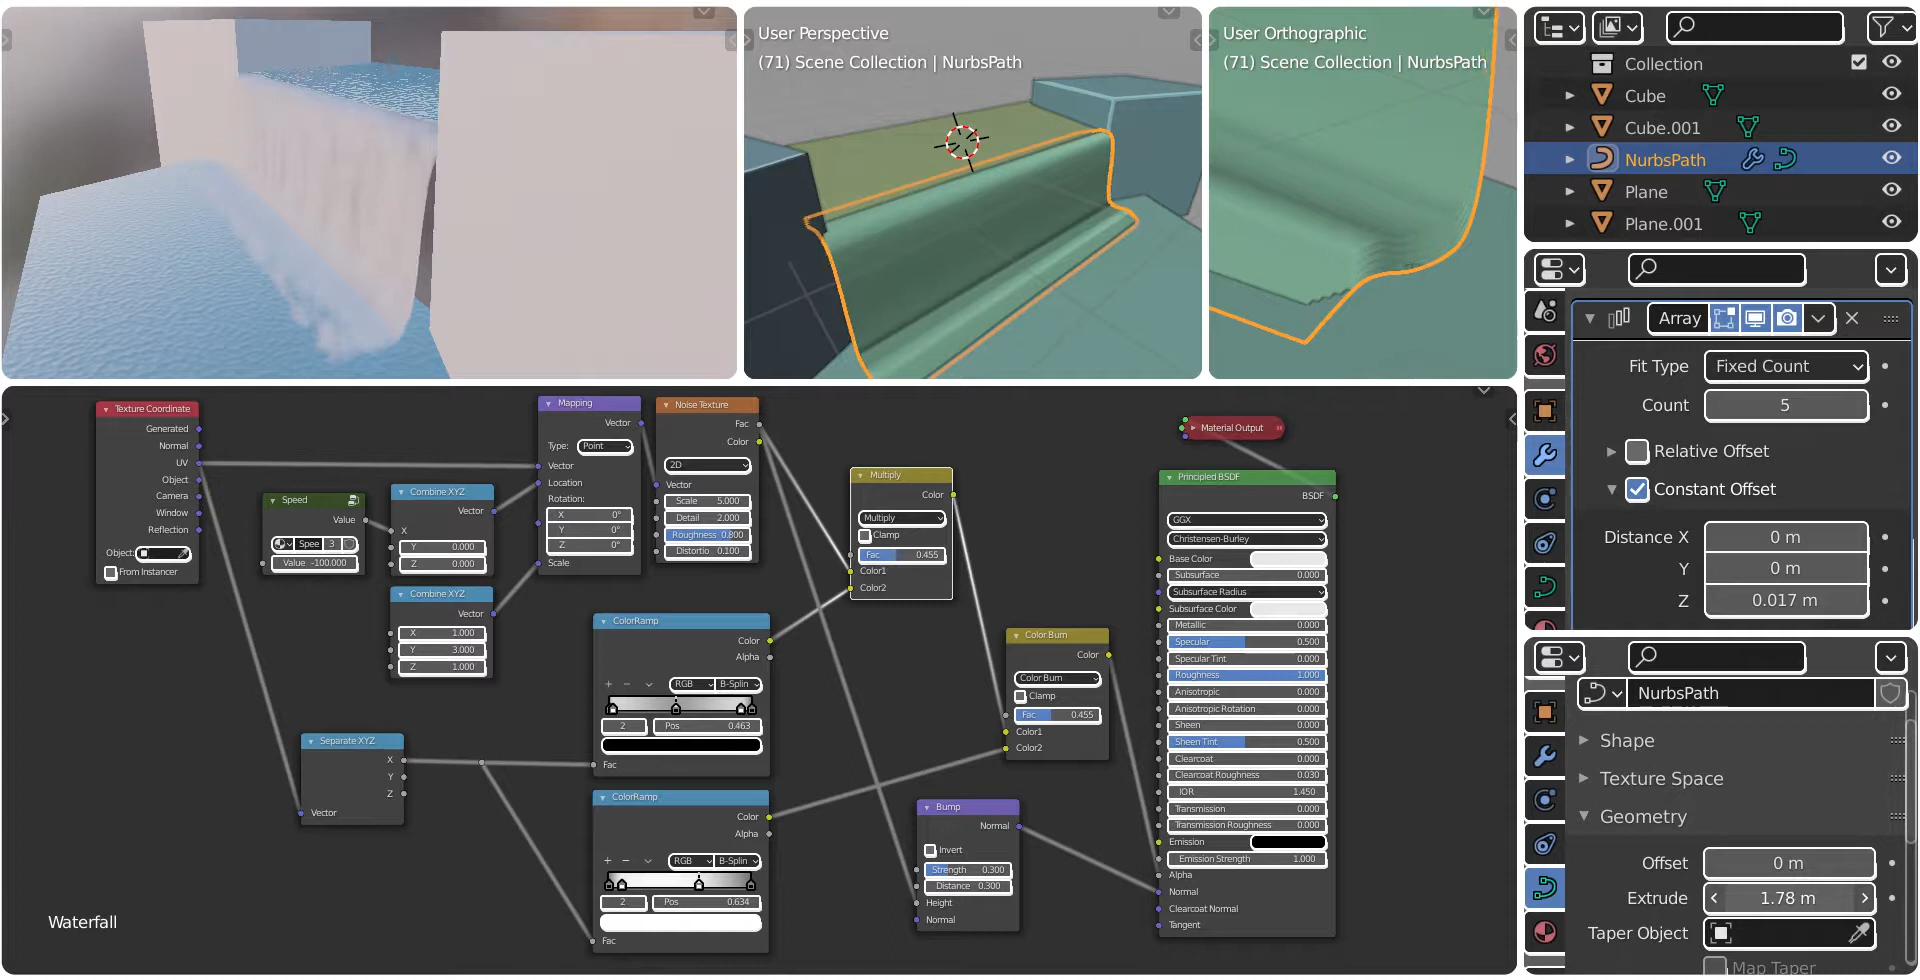 User Perspective
(71) Scene Collection | NurbsPath
User Orthographic
(71) Scene Collection | NurbsPath
Collection
Cube
Cube.001
NurbsPath
Plane
Plane.001
Array
Fit Type Fixed Count
Count 5
Relative Offset
Constant Offset
Distance X 0 m
Y 0 m
Z 0.017 m
NurbsPath
Shape
Texture Space
Geometry
Offset 0 m
Extrude 1.78 m
Taper Object
Map Taper
Texture Coordinate
Generated
Normal
UV
Object
Camera
Window
Reflection
Object:
From Instancer
Speed
Value
Spee 3
Value -100.000
Combine XYZ
Vector
X
Y 0.000
Z 0.000
Combine XYZ
Vector
X 1.000
Y 3.000
Z 1.000
Mapping
Vector
Type: Point
Vector
Location
Rotation:
X 0°
Y 0°
Z 0°
Scale
Noise Texture
Fac
Color
2D
Vector
Scale 5.000
Detail 2.000
Roughness 0.800
Distortio 0.100
Separate XYZ
X
Y
Z
Vector
ColorRamp
Color
Alpha
+ − RGB B-Splin
2 Pos 0.463
Fac
ColorRamp
Color
Alpha
+ − RGB B-Splin
2 Pos 0.634
Fac
Multiply
Color
Multiply
Clamp
Fac 0.455
Color1
Color2
Color Burn
Color
Color Burn
Clamp
Fac 0.455
Color1
Color2
Bump
Normal
Invert
Strength 0.300
Distance 0.300
Height
Normal
Material Output
Principled BSDF
BSDF
GGX
Christensen-Burley
Base Color
Subsurface 0.000
Subsurface Radius
Subsurface Color
Metallic 0.000
Specular 0.500
Specular Tint 0.000
Roughness 1.000
Anisotropic 0.000
Anisotropic Rotation 0.000
Sheen 0.000
Sheen Tint 0.500
Clearcoat 0.000
Clearcoat Roughness 0.030
IOR 1.450
Transmission 0.000
Transmission Roughness 0.000
Emission
Emission Strength 1.000
Alpha
Normal
Clearcoat Normal
Tangent
Waterfall